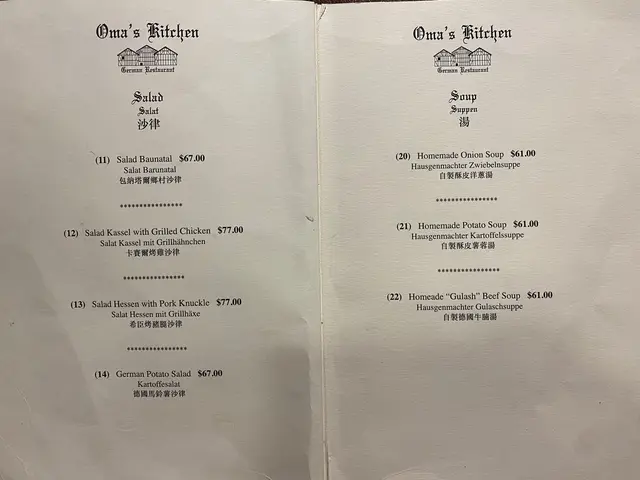 Oma's Kitchen
German Restaurant
Salad
Salat
沙律
(11) Salad Baunatal $67.00
Salat Barunatal
包納塔爾鄉村沙律
****************
(12) Salad Kassel with Grilled Chicken $77.00
Salat Kassel mit Grillhähnchen
卡賽爾烤雞沙律
****************
(13) Salad Hessen with Pork Knuckle $77.00
Salat Hessen mit Grillhäxe
希臣烤豬腿沙律
****************
(14) German Potato Salad $67.00
Kartoffesalat
德國馬鈴薯沙律
Oma's Kitchen
German Restaurant
Soup
Suppen
湯
(20) Homemade Onion Soup $61.00
Hausgenmachter Zwiebelnsuppe
自製酥皮洋蔥湯
****************
(21) Homemade Potato Soup $61.00
Hausgenmachter Kartoffelssuppe
自製酥皮薯蓉湯
****************
(22) Homeade “Gulash” Beef Soup $61.00
Hausgenmachter Gulaschsuppe
自製德國牛腩湯